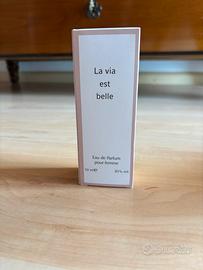 La via
est
belle
Eau de Parfum
pour femme